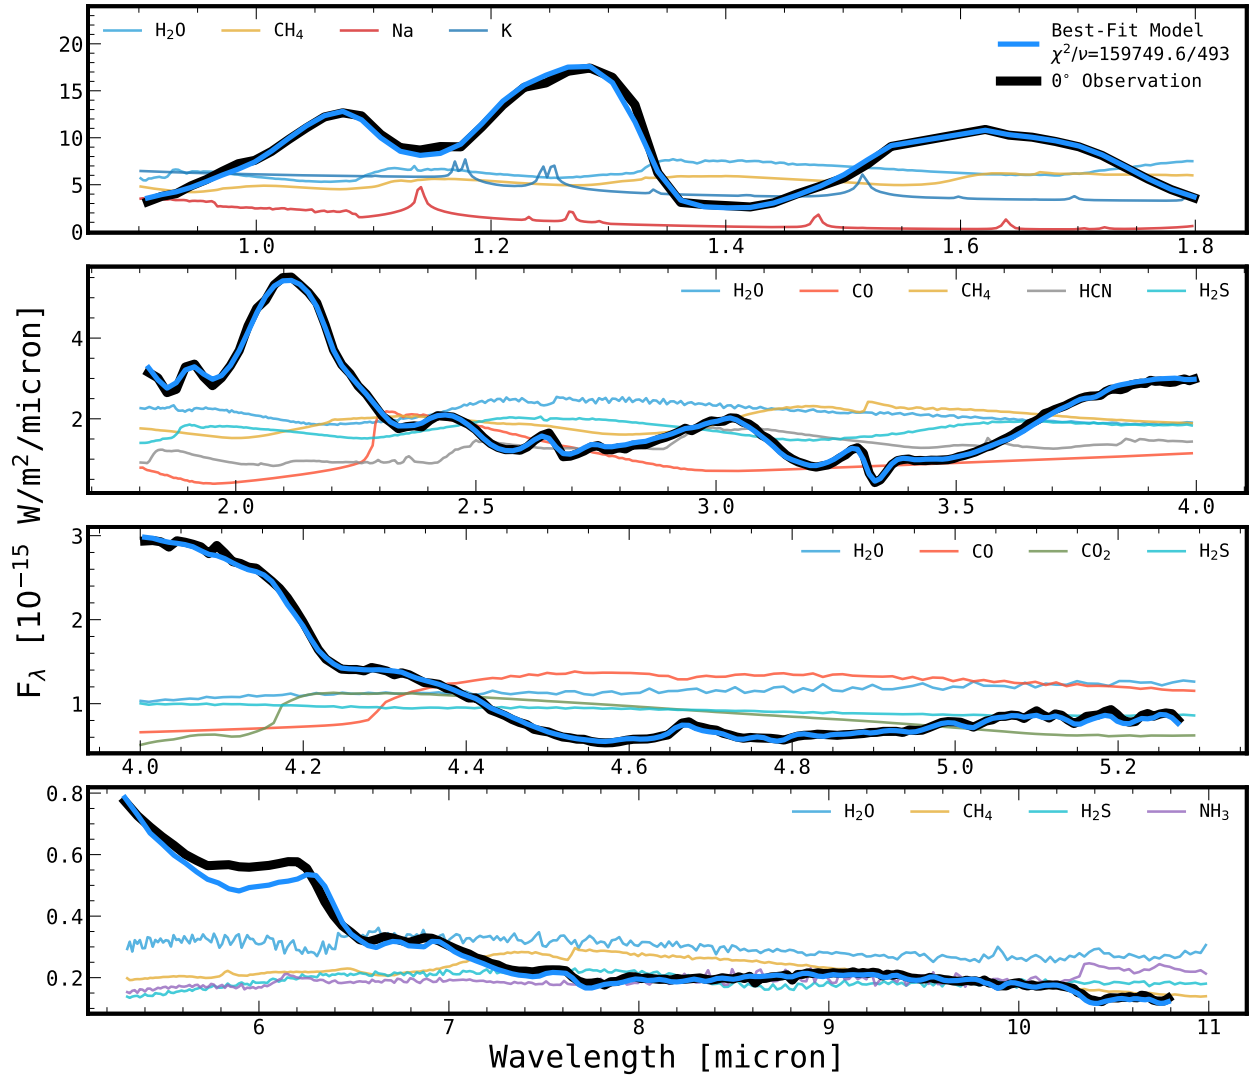 H₂O CH₄ Na K
Best-Fit Model
χ²/ν=159749.6/493
0° Observation
20
15
10
5
0
1.0 1.2 1.4 1.6 1.8
H₂O CO CH₄ HCN H₂S
4
2
2.0 2.5 3.0 3.5 4.0
H₂O CO CO₂ H₂S
3
2
1
4.0 4.2 4.4 4.6 4.8 5.0 5.2
H₂O CH₄ H₂S NH₃
0.8
0.6
0.4
0.2
6 7 8 9 10 11
Wavelength [micron]
F_λ [10⁻¹⁵ W/m²/micron]